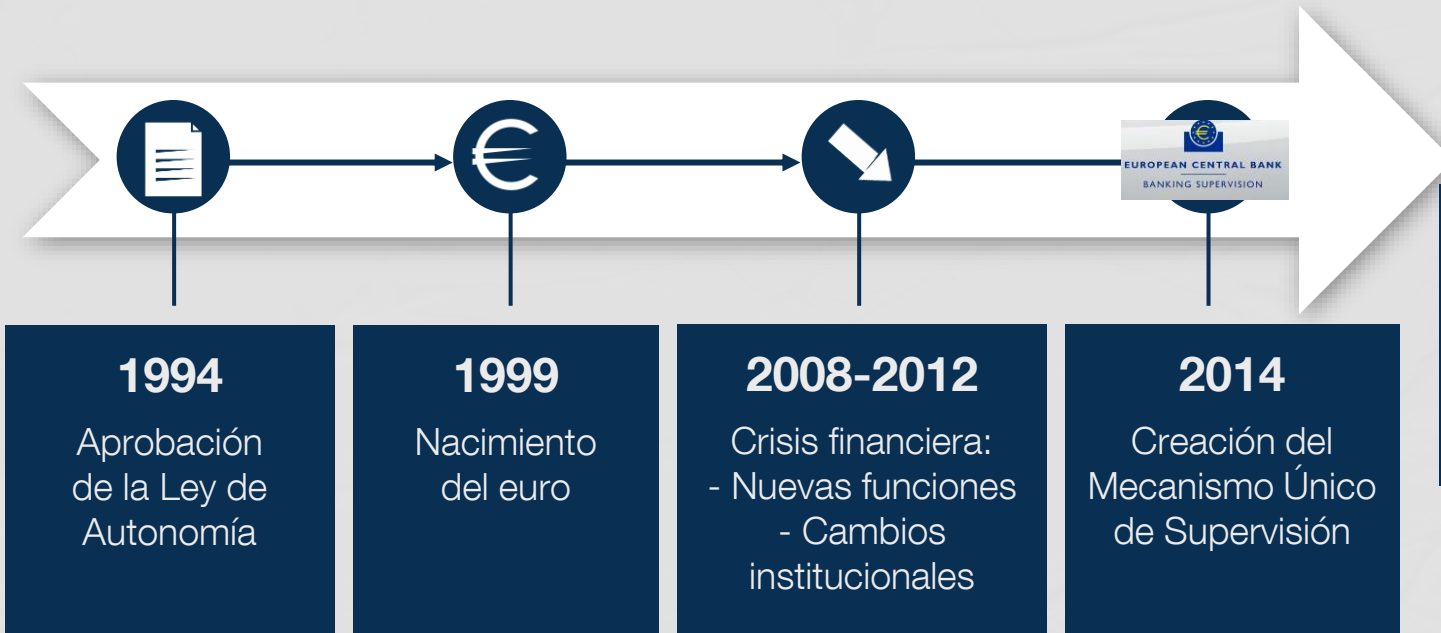 EUROPEAN CENTRAL BANK
BANKING SUPERVISION
1994
Aprobación
de la Ley de
Autonomía
1999
Nacimiento
del euro
2008-2012
Crisis financiera:
- Nuevas funciones
- Cambios
institucionales
2014
Creación del
Mecanismo Único
de Supervisión